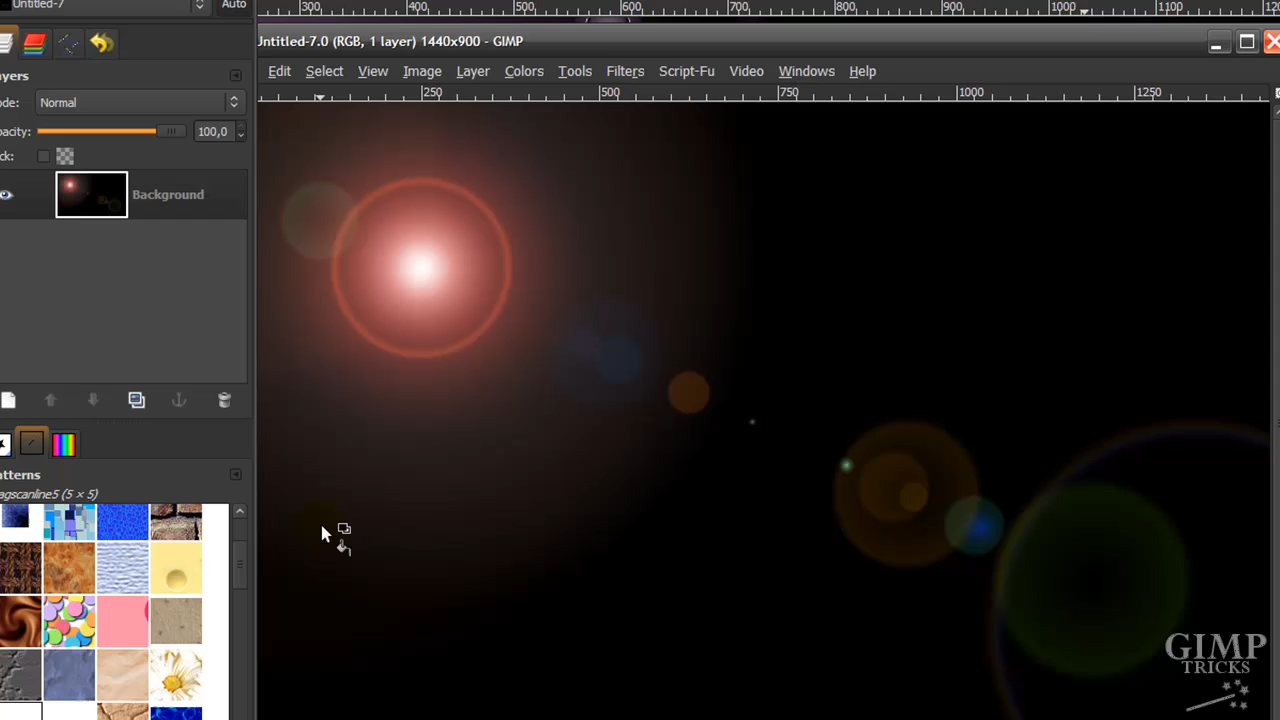 Untitled-7
Auto
300 400 500 600 700 800 900 1000 1100
Untitled-7.0 (RGB, 1 layer) 1440x900 - GIMP
Edit Select View Image Layer Colors Tools Filters Script-Fu Video Windows Help
250 500 750 1000 1250
ayers
ode: Normal
pacity: 100,0
ck:
Background
atterns
agscanline5 (5 × 5)
GIMP
TRICKS